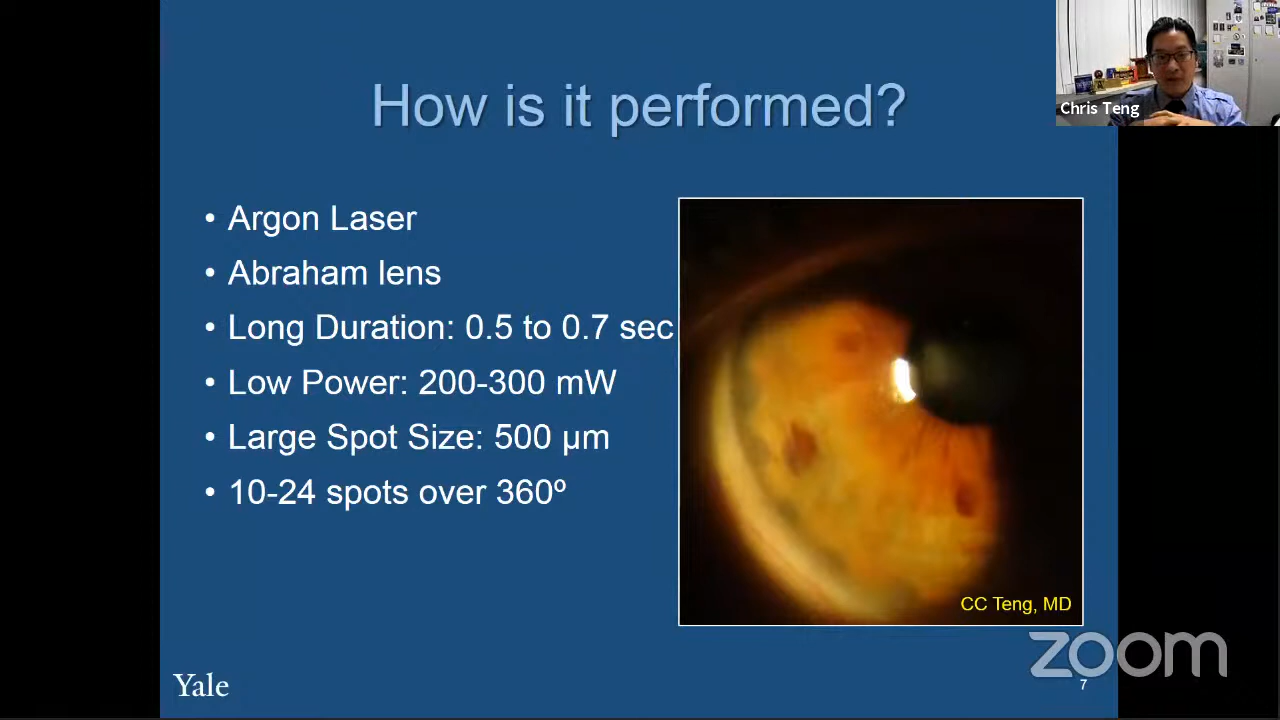 How is it performed?
Chris Teng
• Argon Laser
• Abraham lens
• Long Duration: 0.5 to 0.7 sec
• Low Power: 200-300 mW
• Large Spot Size: 500 µm
• 10-24 spots over 360º
CC Teng, MD
zoom
Yale
7